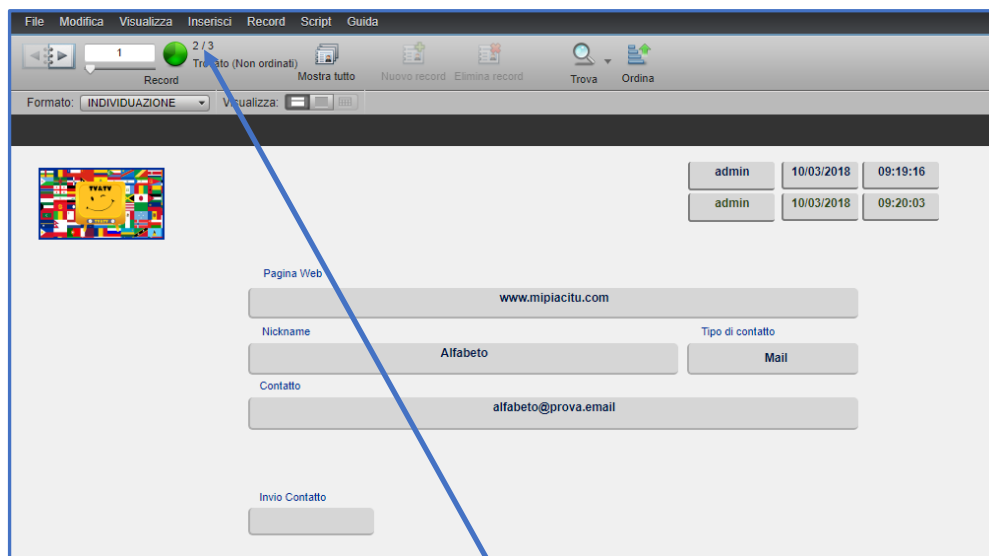 File Modifica Visualizza Inserisci Record Script Guida
1
2 / 3
Trovato (Non ordinati)
Record Mostra tutto Nuovo record Elimina record Trova Ordina
Formato: INDIVIDUAZIONE Visualizza:
TVATV
admin 10/03/2018 09:19:16
admin 10/03/2018 09:20:03
Pagina Web
www.mipiacitu.com
Nickname Tipo di contatto
Alfabeto Mail
Contatto
alfabeto@prova.email
Invio Contatto